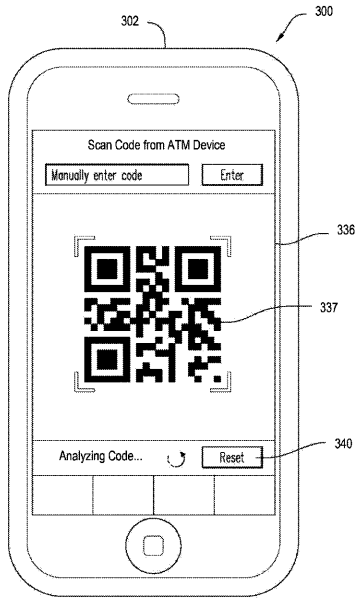 302
300
Scan Code from ATM Device
Manually enter code
Enter
336
337
340
Analyzing Code...
Reset